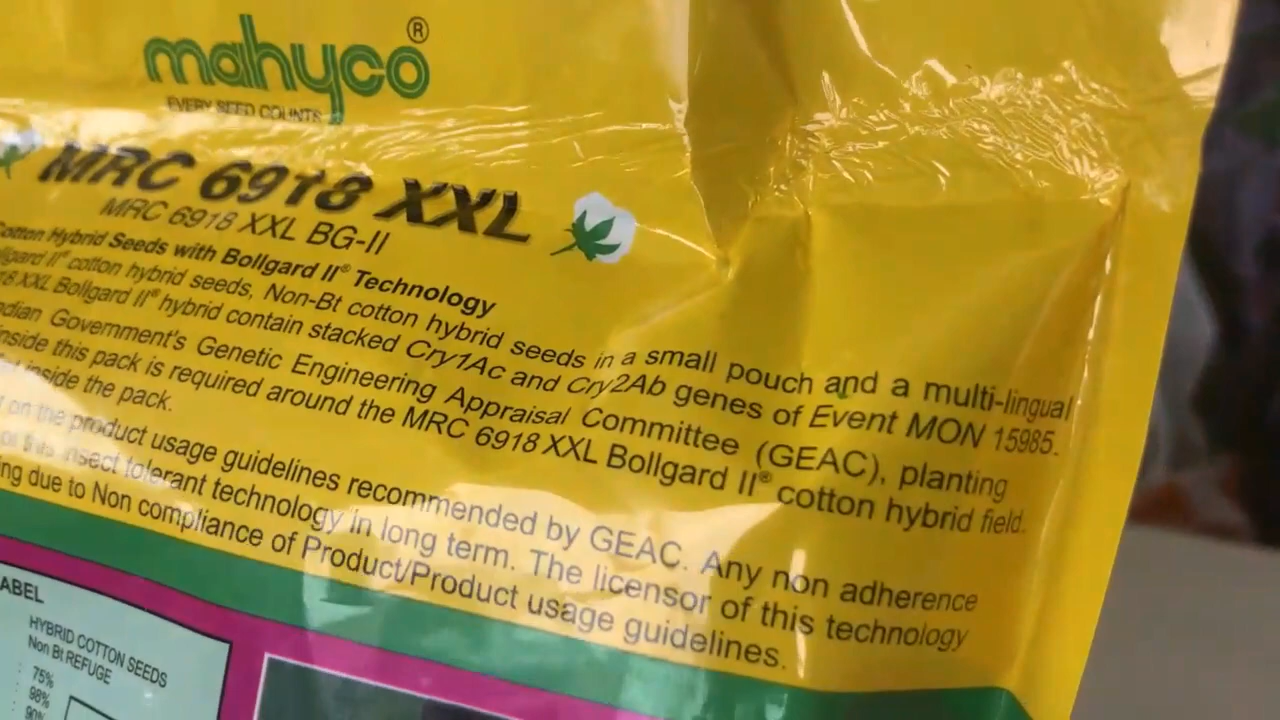 mahyco®
EVERY SEED COUNTS
MRC 6918 XXL
MRC 6918 XXL BG-II
Cotton Hybrid Seeds with Bollgard II® Technology
II® cotton hybrid seeds, Non-Bt cotton hybrid seeds in a small pouch and a multi-lingual
XXL Bollgard II® hybrid contain stacked Cry1Ac and Cry2Ab genes of Event MON 15985.
Government's Genetic Engineering Appraisal Committee (GEAC), planting
inside this pack is required around the MRC 6918 XXL Bollgard II® cotton hybrid field.
inside the pack.
on the product usage guidelines recommended by GEAC. Any non adherence
of this insect tolerant technology in long term. The licensor of this technology
due to Non compliance of Product/Product usage guidelines.
HYBRID COTTON SEEDS
Non Bt REFUGE
: 75%
: 98%
: 90%